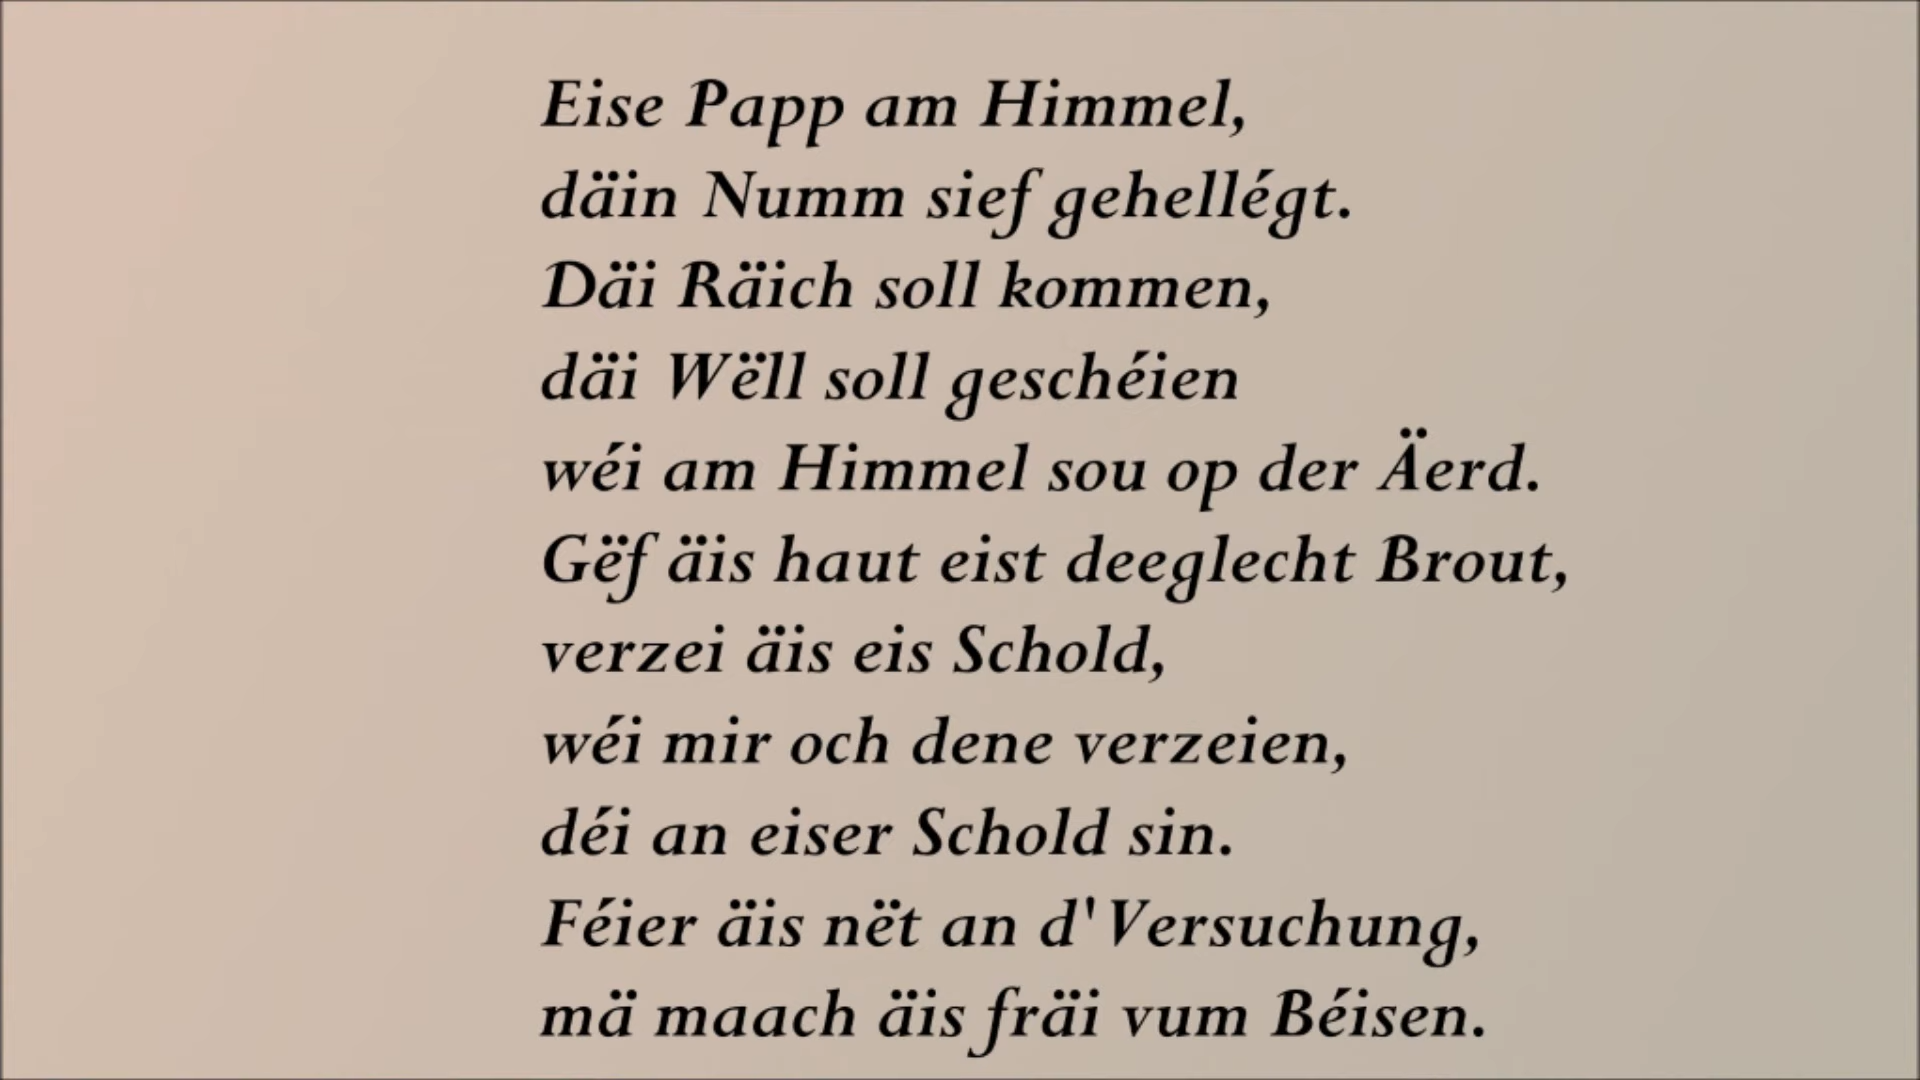 Eise Papp am Himmel,
däin Numm sief gehellégt.
Däi Räich soll kommen,
däi Wëll soll geschéien
wéi am Himmel sou op der Äerd.
Gëf äis haut eist deeglecht Brout,
verzei äis eis Schold,
wéi mir och dene verzeien,
déi an eiser Schold sin.
Féier äis nët an d'Versuchung,
mä maach äis fräi vum Béisen.